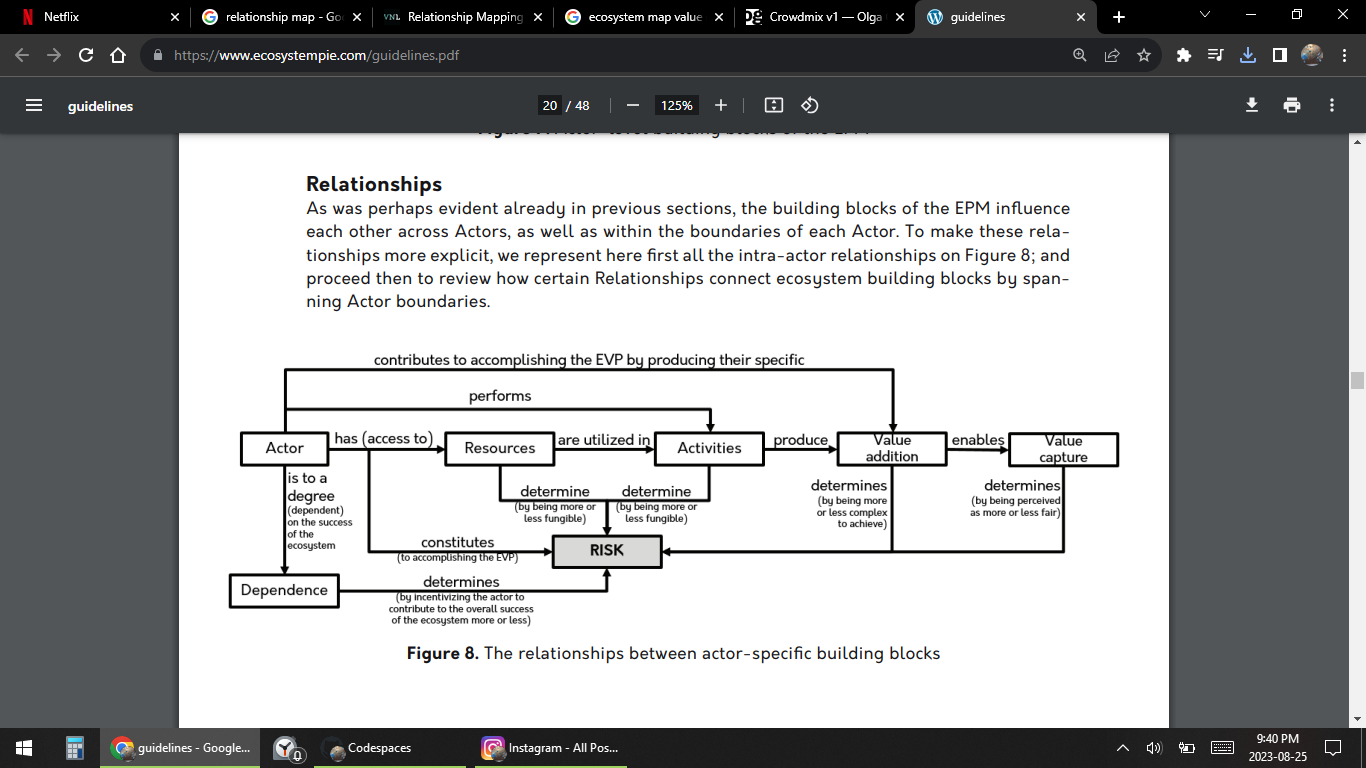 Netflix
relationship map - Go
VNL Relationship Mapping
ecosystem map value
Crowdmix v1 — Olga
guidelines
https://www.ecosystempie.com/guidelines.pdf
guidelines
20 / 48
125%
Relationships
As was perhaps evident already in previous sections, the building blocks of the EPM influence
each other across Actors, as well as within the boundaries of each Actor. To make these rela-
tionships more explicit, we represent here first all the intra-actor relationships on Figure 8; and
proceed then to review how certain Relationships connect ecosystem building blocks by span-
ning Actor boundaries.
contributes to accomplishing the EVP by producing their specific
performs
Actor
has (access to)
Resources
are utilized in
Activities
produce
Value
addition
enables
Value
capture
is to a
degree
(dependent)
on the success
of the
ecosystem
determine
(by being more or
less fungible)
determine
(by being more or
less fungible)
determines
(by being more
or less complex
to achieve)
determines
(by being perceived
as more or less fair)
constitutes
(to accomplishing the EVP)
RISK
Dependence
determines
(by incentivizing the actor to
contribute to the overall success
of the ecosystem more or less)
Figure 8. The relationships between actor-specific building blocks
guidelines - Google...
Codespaces
Instagram - All Pos...
9:40 PM
2023-08-25